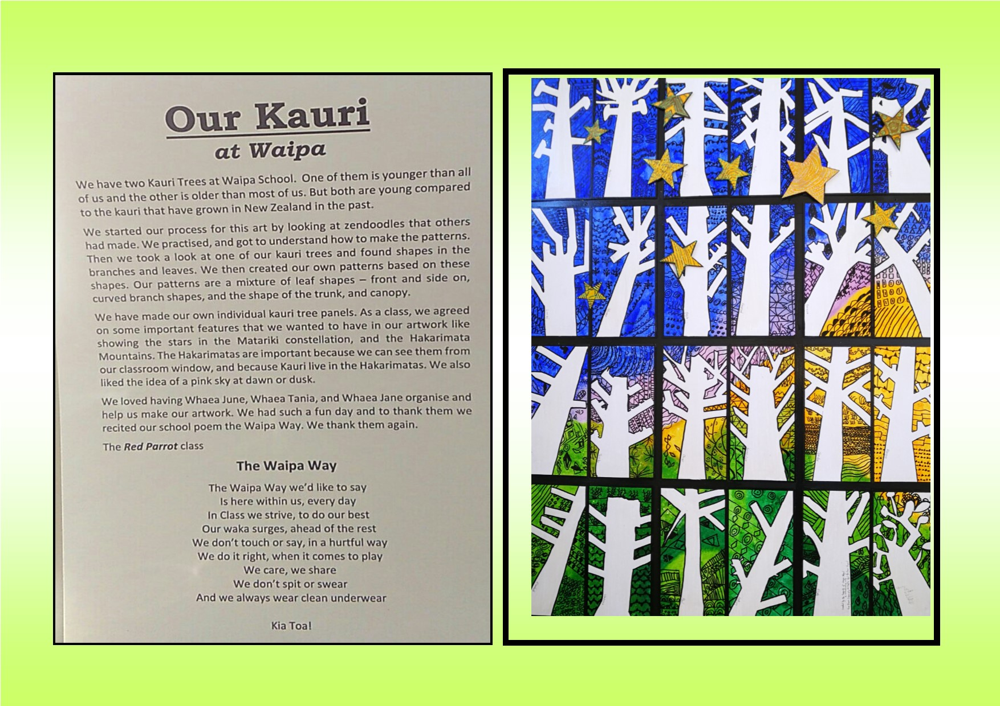 Our Kauri
at Waipa
We have two Kauri Trees at Waipa School. One of them is younger than all
of us and the other is older than most of us. But both are young compared
to the kauri that have grown in New Zealand in the past.
We started our process for this art by looking at zendoodles that others
had made. We practised, and got to understand how to make the patterns.
Then we took a look at one of our kauri trees and found shapes in the
branches and leaves. We then created our own patterns based on these
shapes. Our patterns are a mixture of leaf shapes – front and side on,
curved branch shapes, and the shape of the trunk, and canopy.
We have made our own individual kauri tree panels. As a class, we agreed
on some important features that we wanted to have in our artwork like
showing the stars in the Matariki constellation, and the Hakarimata
Mountains. The Hakarimatas are important because we can see them from
our classroom window, and because Kauri live in the Hakarimatas. We also
liked the idea of a pink sky at dawn or dusk.
We loved having Whaea June, Whaea Tania, and Whaea Jane organise and
help us make our artwork. We had such a fun day and to thank them we
recited our school poem the Waipa Way. We thank them again.
The Red Parrot class
The Waipa Way
The Waipa Way we'd like to say
Is here within us, every day
In Class we strive, to do our best
Our waka surges, ahead of the rest
We don't touch or say, in a hurtful way
We do it right, when it comes to play
We care, we share
We don't spit or swear
And we always wear clean underwear
Kia Toa!